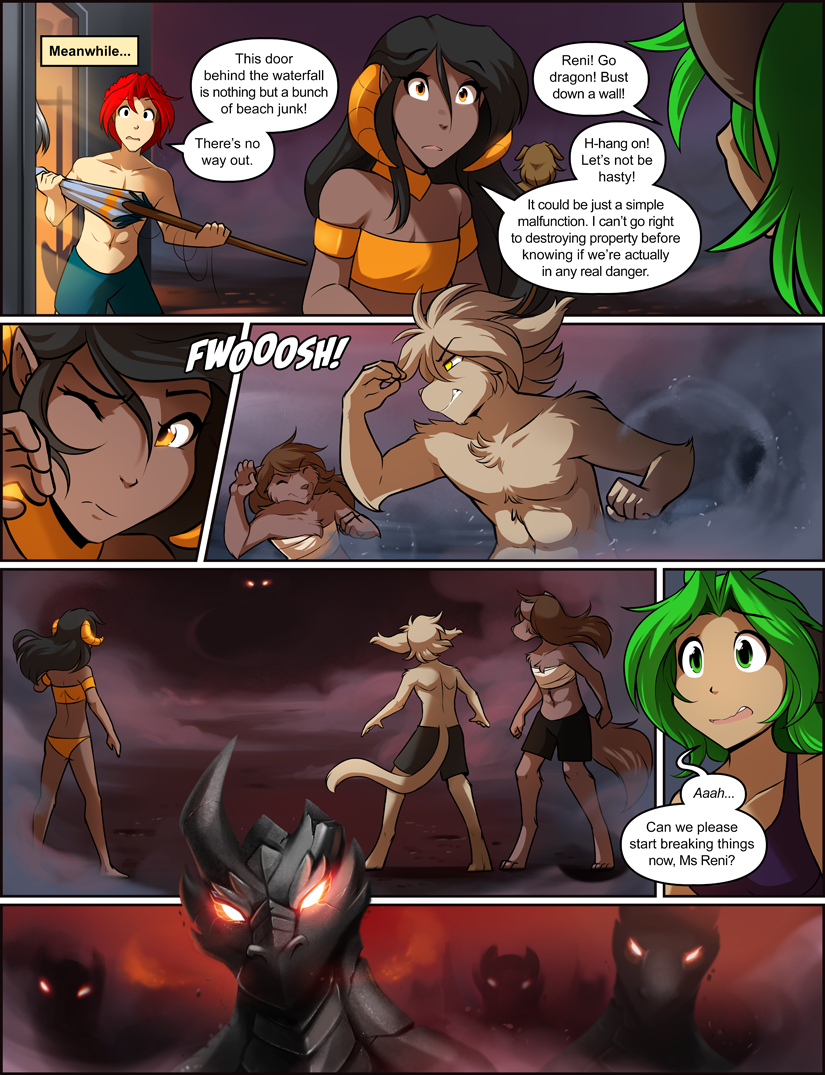 Meanwhile...
This door
behind the waterfall
is nothing but a bunch
of beach junk!
There's no
way out.
Reni! Go
dragon! Bust
down a wall!
H-hang on!
Let's not be
hasty!
It could be just a simple
malfunction. I can't go right
to destroying property before
knowing if we're actually
in any real danger.
FWOOOSH!
Aaah...
Can we please
start breaking things
now, Ms Reni?